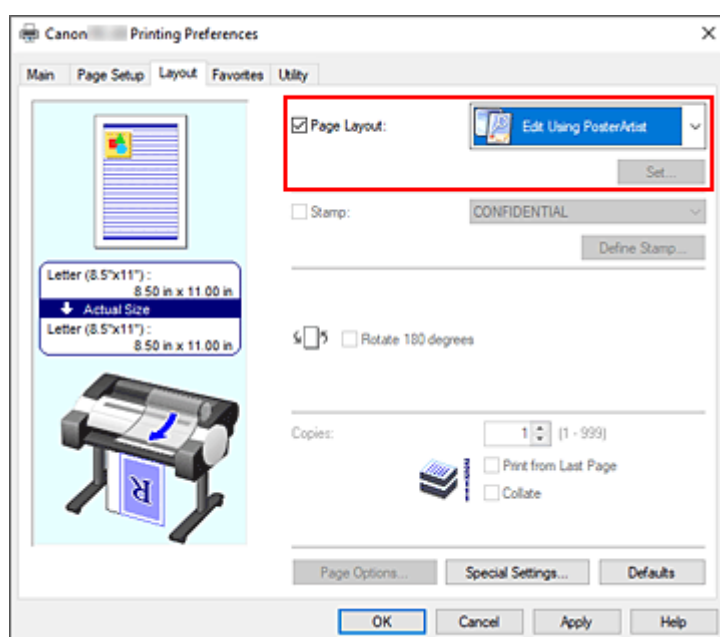 Canon Printing Preferences
Main Page Setup Layout Favorites Utility
Page Layout: Edit Using PosterArtist
Set...
Stamp: CONFIDENTIAL
Define Stamp...
Letter (8.5"x11") :
8.50 in x 11.00 in
Actual Size
Letter (8.5"x11") :
8.50 in x 11.00 in
Rotate 180 degrees
Copies: 1 (1 - 999)
Print from Last Page
Collate
R
Page Options... Special Settings... Defaults
OK Cancel Apply Help